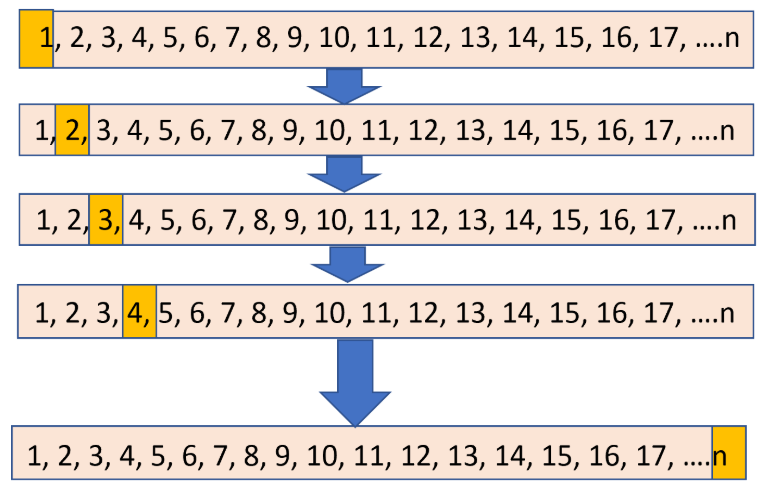 1, 2, 3, 4, 5, 6, 7, 8, 9, 10, 11, 12, 13, 14, 15, 16, 17, ....n
1, 2, 3, 4, 5, 6, 7, 8, 9, 10, 11, 12, 13, 14, 15, 16, 17, ....n
1, 2, 3, 4, 5, 6, 7, 8, 9, 10, 11, 12, 13, 14, 15, 16, 17, ....n
1, 2, 3, 4, 5, 6, 7, 8, 9, 10, 11, 12, 13, 14, 15, 16, 17, ....n
1, 2, 3, 4, 5, 6, 7, 8, 9, 10, 11, 12, 13, 14, 15, 16, 17, ....n